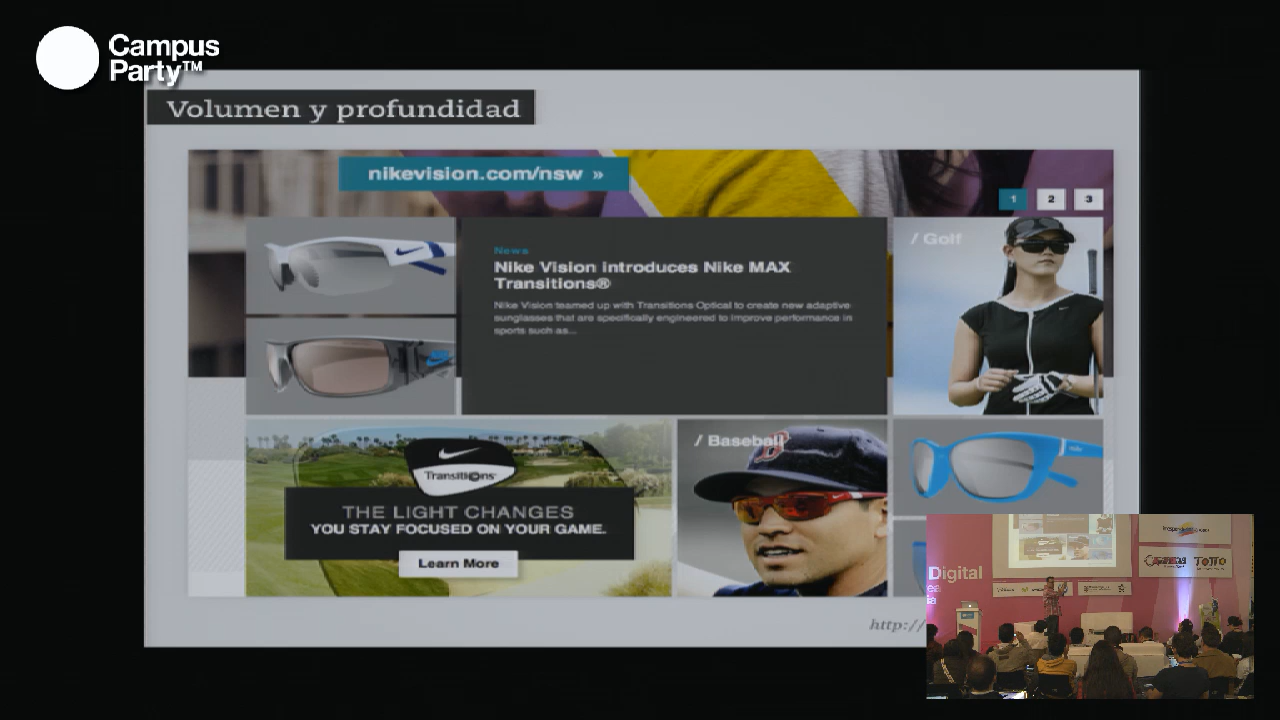 Campus
Party™
Volumen y profundidad
nikevision.com/nsw »
1 2 3
News
Nike Vision introduces Nike MAX
Transitions®
Nike Vision teamed up with Transitions Optical to create new adaptive
sunglasses that are specifically engineered to improve performance in
sports such as...
/ Golf
Transitions
THE LIGHT CHANGES
YOU STAY FOCUSED ON YOUR GAME.
Learn More
/ Baseball
B
http://
Digital
TOTTO